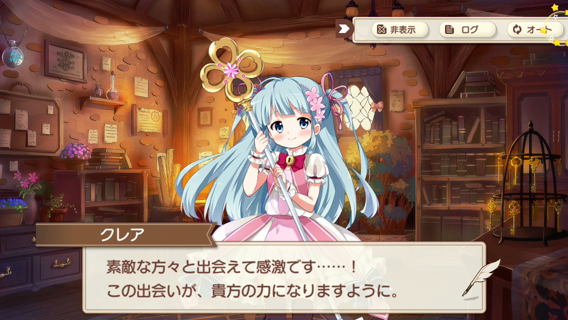 非表示
ログ
オート
クレア
素敵な方々と出会えて感激です……！
この出会いが、貴方の力になりますように。